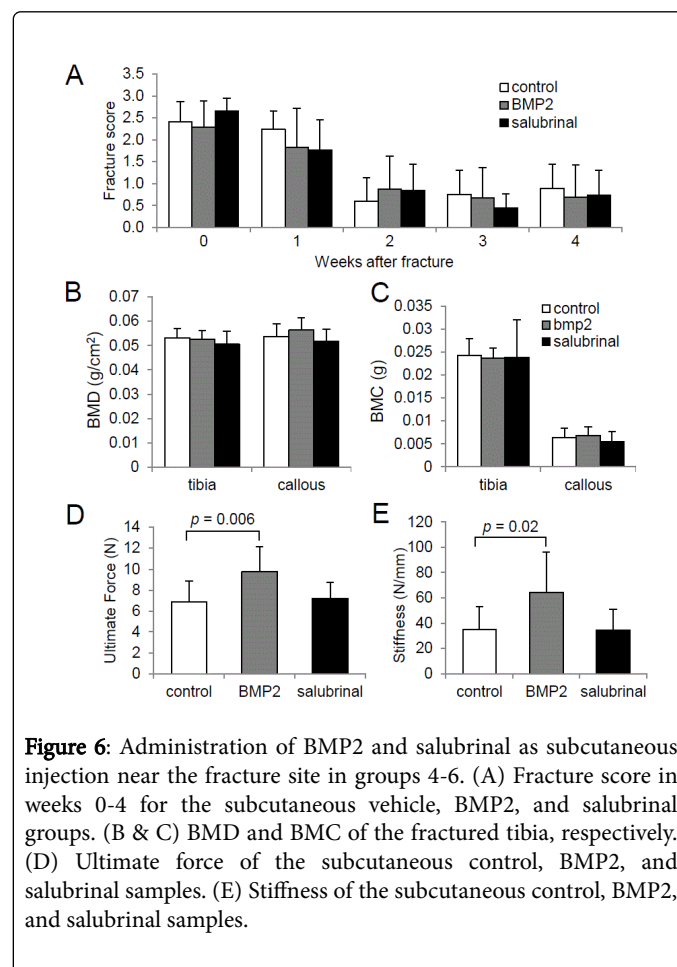 A
3.5
3.0
2.5
2.0
1.5
1.0
0.5
0.0
Fracture score
control
BMP2
salubrinal
0 1 2 3 4
Weeks after fracture
B
0.07
0.06
0.05
0.04
0.03
0.02
0.01
0
BMD (g/cm²)
tibia callous
C
0.035
0.03
0.025
0.02
0.015
0.01
0.005
0
BMC (g)
control
bmp2
salubrinal
tibia callous
D
p = 0.006
14
12
10
8
6
4
2
0
Ultimate Force (N)
control BMP2 salubrinal
E
p = 0.02
120
100
80
60
40
20
0
Stiffness (N/mm)
control BMP2 salubrinal
Figure 6: Administration of BMP2 and salubrinal as subcutaneous
injection near the fracture site in groups 4-6. (A) Fracture score in
weeks 0-4 for the subcutaneous vehicle, BMP2, and salubrinal
groups. (B & C) BMD and BMC of the fractured tibia, respectively.
(D) Ultimate force of the subcutaneous control, BMP2, and
salubrinal samples. (E) Stiffness of the subcutaneous control, BMP2,
and salubrinal samples.